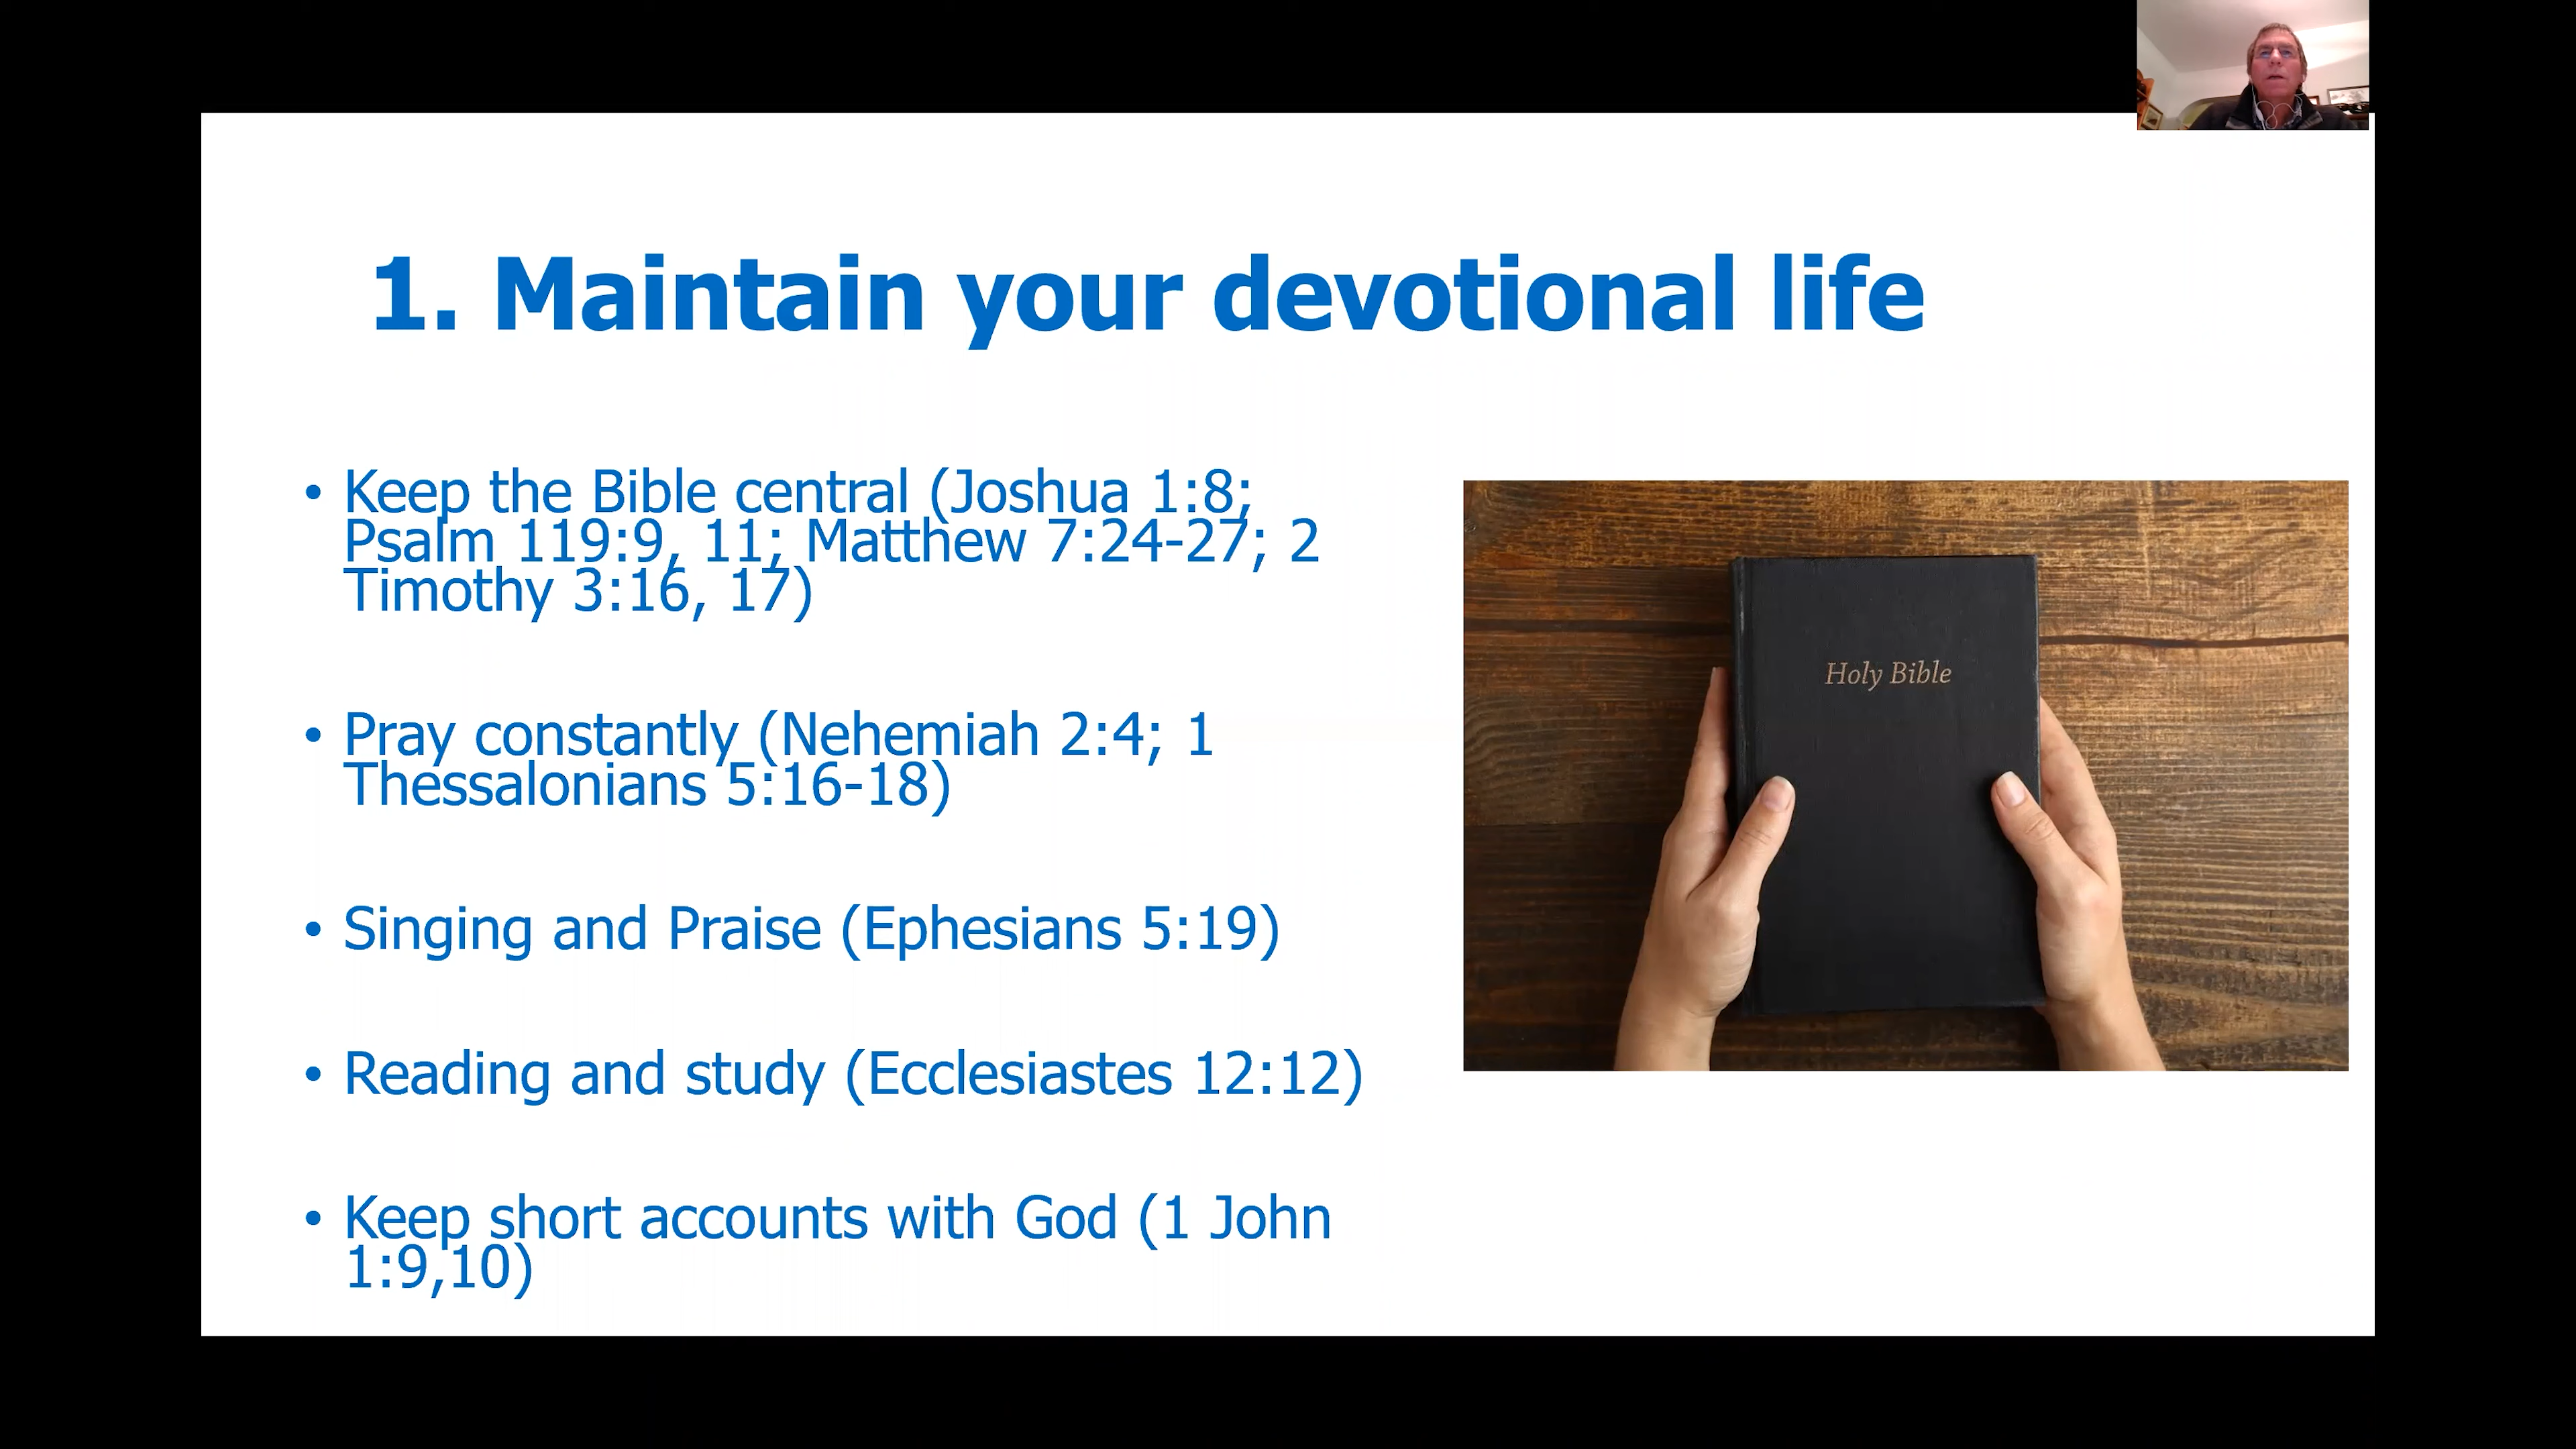 1. Maintain your devotional life
• Keep the Bible central (Joshua 1:8;
Psalm 119:9, 11; Matthew 7:24-27; 2
Timothy 3:16, 17)
• Pray constantly (Nehemiah 2:4; 1
Thessalonians 5:16-18)
• Singing and Praise (Ephesians 5:19)
• Reading and study (Ecclesiastes 12:12)
• Keep short accounts with God (1 John
1:9,10)
Holy Bible